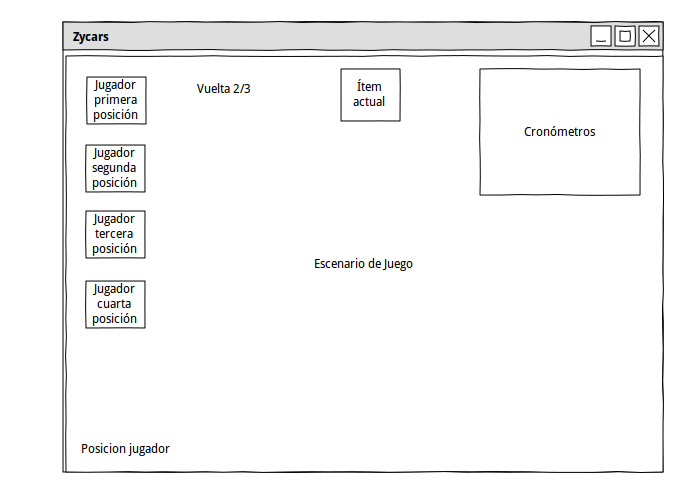 Zycars
Jugador
primera
posición
Vuelta 2/3
Ítem
actual
Cronómetros
Jugador
segunda
posición
Jugador
tercera
posición
Escenario de Juego
Jugador
cuarta
posición
Posicion jugador